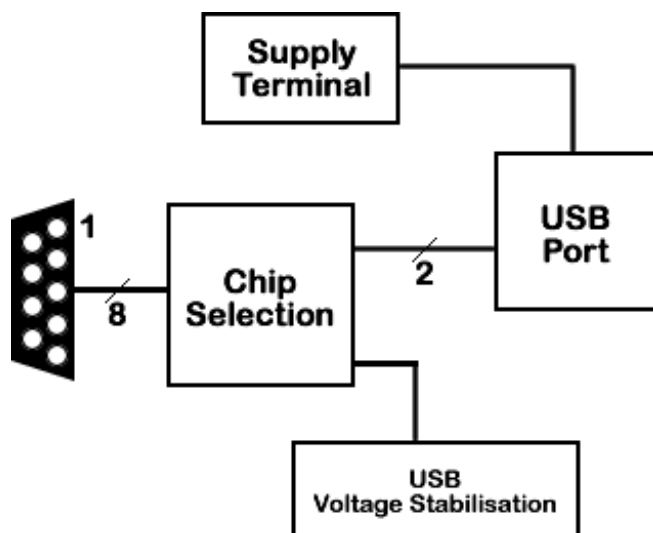 Supply
Terminal
USB
Port
1
Chip
Selection
8
2
USB
Voltage Stabilisation